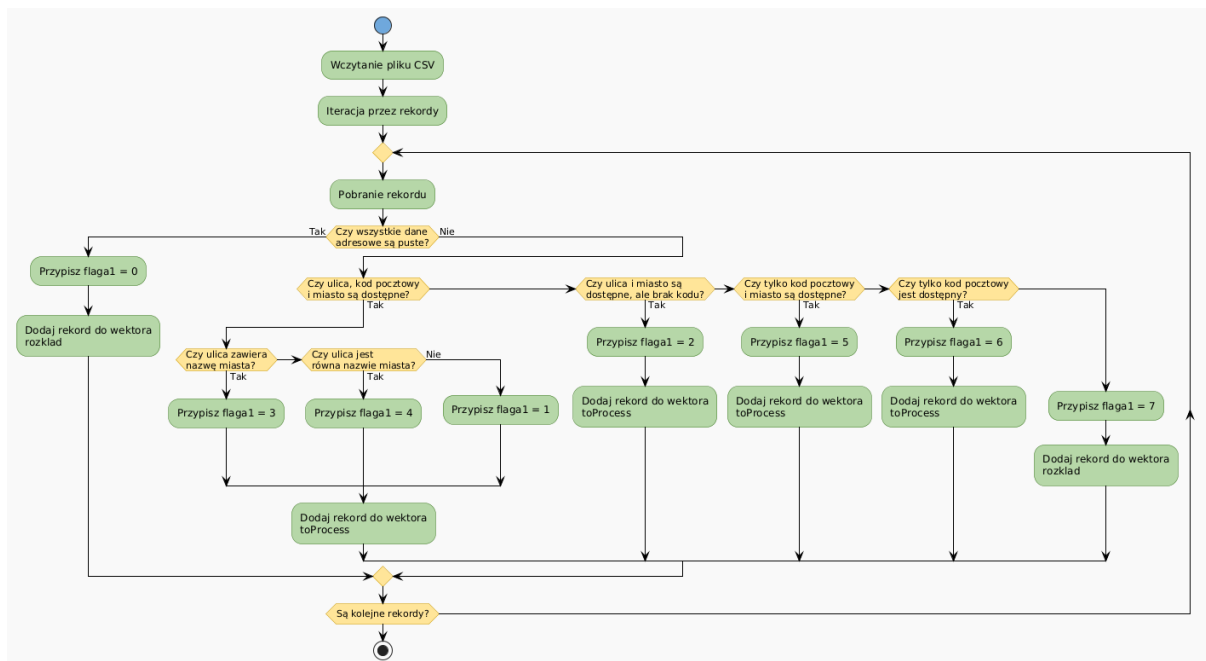 Wczytanie pliku CSV
Iteracja przez rekordy
Pobranie rekordu
Tak
Czy wszystkie dane
adresowe są puste?
Nie
Przypisz flaga1 = 0
Dodaj rekord do wektora
rozklad
Czy ulica, kod pocztowy
i miasto są dostępne?
Tak
Czy ulica zawiera
nazwę miasta?
Tak
Przypisz flaga1 = 3
Czy ulica jest
równa nazwie miasta?
Tak
Nie
Przypisz flaga1 = 4
Przypisz flaga1 = 1
Dodaj rekord do wektora
toProcess
Czy ulica i miasto są
dostępne, ale brak kodu?
Tak
Przypisz flaga1 = 2
Dodaj rekord do wektora
toProcess
Czy tylko kod pocztowy
i miasto są dostępne?
Tak
Przypisz flaga1 = 5
Dodaj rekord do wektora
toProcess
Czy tylko kod pocztowy
jest dostępny?
Tak
Przypisz flaga1 = 6
Dodaj rekord do wektora
toProcess
Przypisz flaga1 = 7
Dodaj rekord do wektora
rozklad
Są kolejne rekordy?